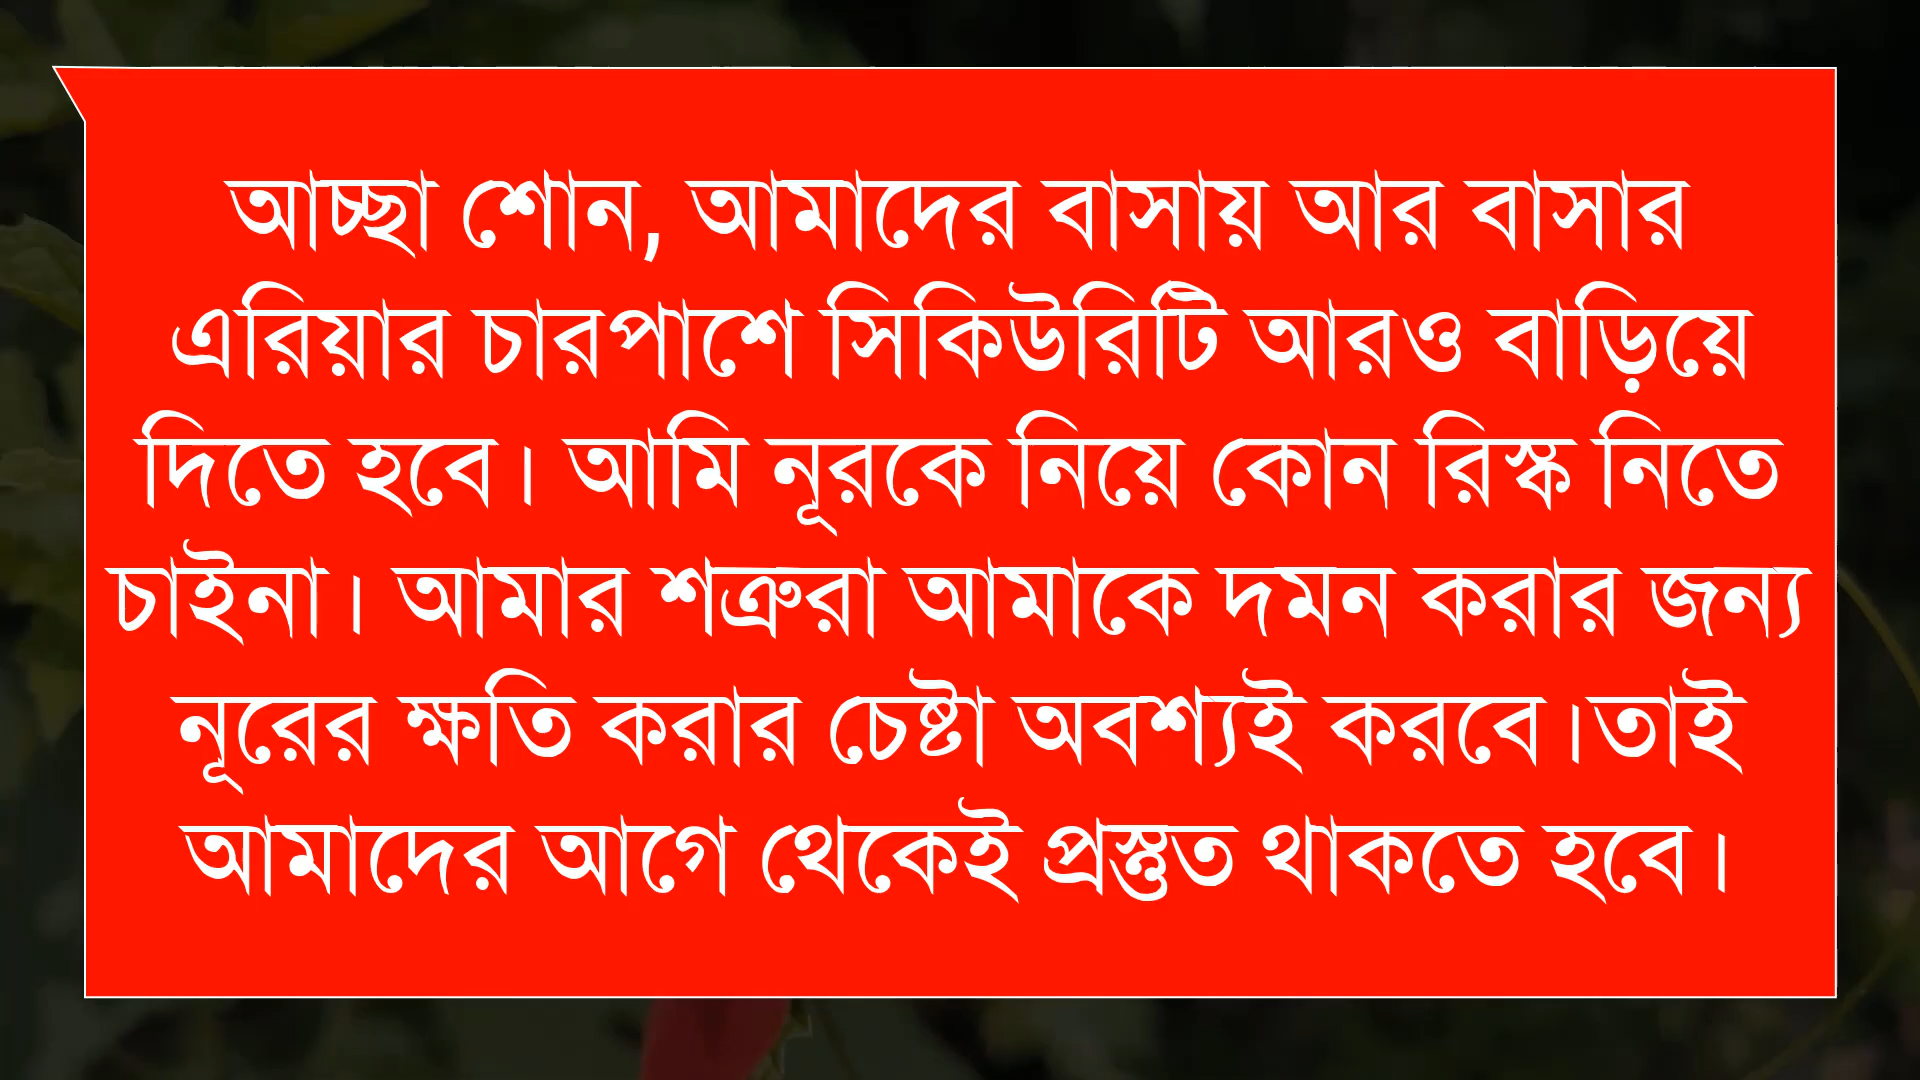 আচ্ছা শোন, আমাদের বাসায় আর বাসার
এরিয়ার চারপাশে সিকিউরিটি আরও বাড়িয়ে
দিতে হবে। আমি নূরকে নিয়ে কোন রিস্ক নিতে
চাইনা। আমার শত্রুরা আমাকে দমন করার জন্য
নূরের ক্ষতি করার চেষ্টা অবশ্যই করবে।তাই
আমাদের আগে থেকেই প্রস্তুত থাকতে হবে।